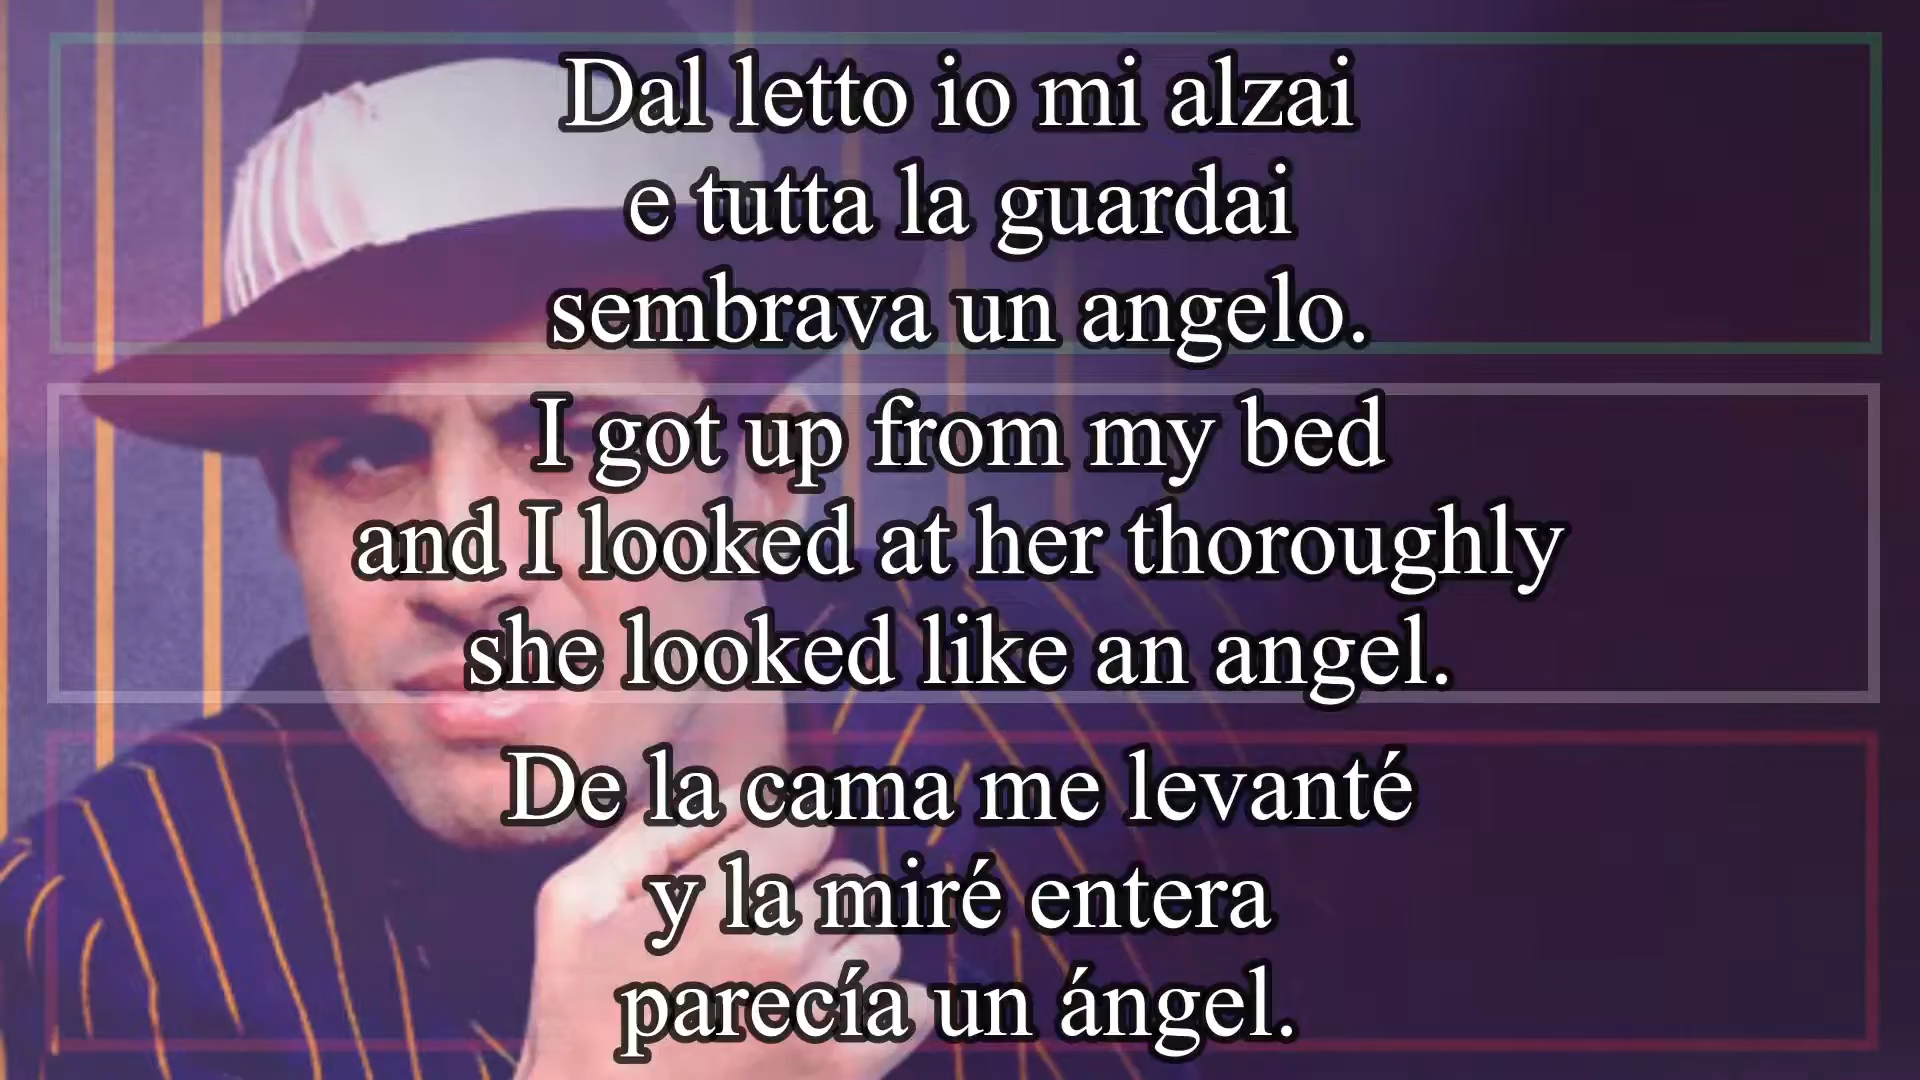 Dal letto io mi alzai
e tutta la guardai
sembrava un angelo.
I got up from my bed
and I looked at her thoroughly
she looked like an angel.
De la cama me levanté
y la miré entera
parecía un ángel.